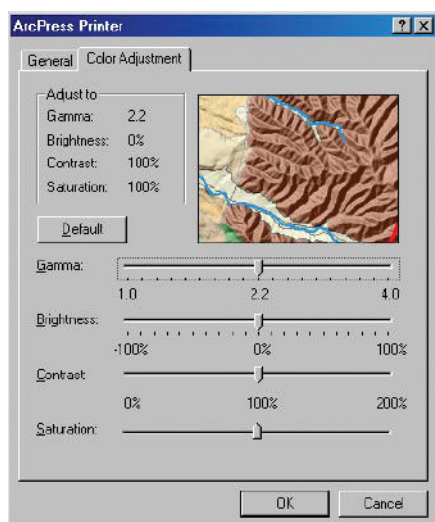 ArcPress Printer
General Color Adjustment
Adjust to
Gamma: 2.2
Brightness: 0%
Contrast: 100%
Saturation: 100%
Default
Gamma:
1.0 2.2 4.0
Brightness:
-100% 0% 100%
Contrast
0% 100% 200%
Saturation:
OK Cancel